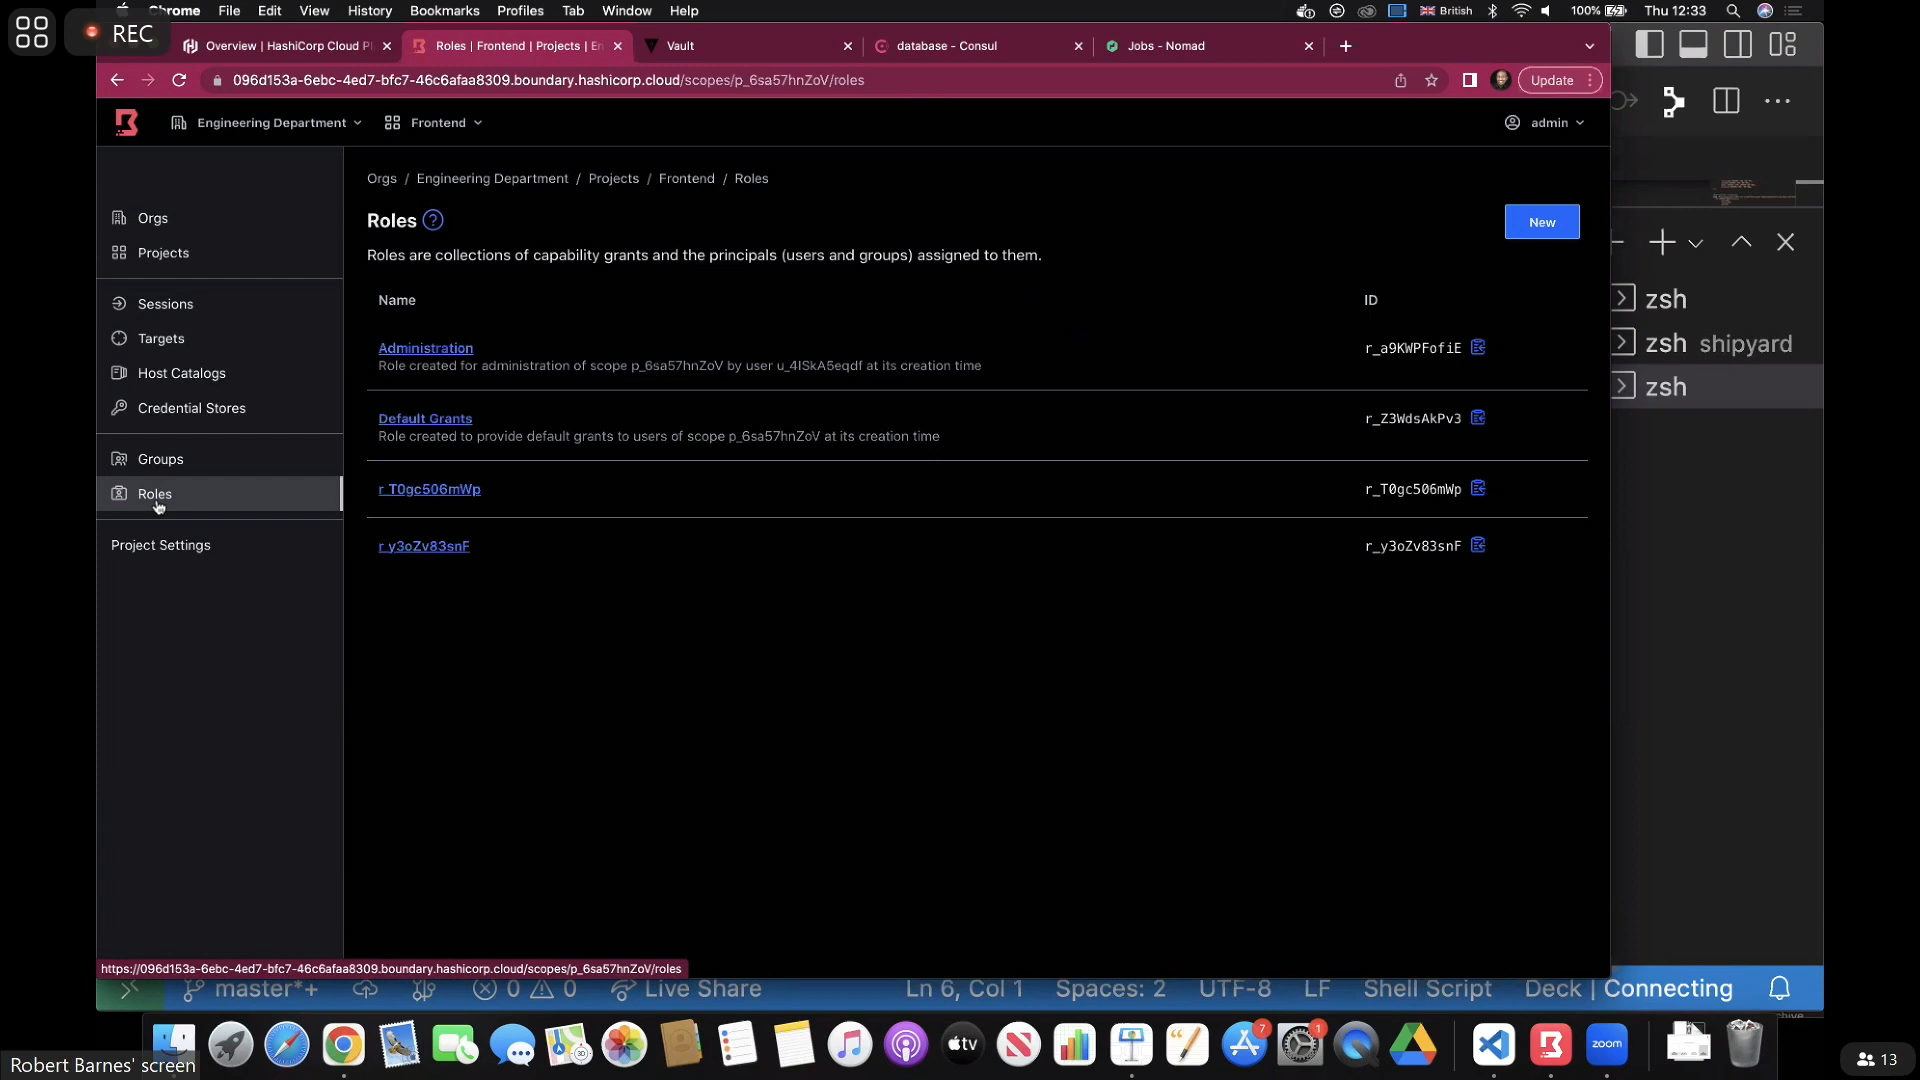 Chrome File Edit View History Bookmarks Profiles Tab Window Help
British 100% Thu 12:33
REC
Overview | HashiCorp Cloud P
Roles | Frontend | Projects | En
Vault
database - Consul
Jobs - Nomad
096d153a-6ebc-4ed7-bfc7-46c6afaa8309.boundary.hashicorp.cloud/scopes/p_6sa57hnZoV/roles
Update
Engineering Department
Frontend
admin
Orgs / Engineering Department / Projects / Frontend / Roles
Orgs
Projects
Sessions
Targets
Host Catalogs
Credential Stores
Groups
Roles
Project Settings
Roles ?
New
Roles are collections of capability grants and the principals (users and groups) assigned to them.
Name ID
Administration r_a9KWPFofiE
Role created for administration of scope p_6sa57hnZoV by user u_4ISkA5eqdf at its creation time
Default Grants r_Z3WdsAkPv3
Role created to provide default grants to users of scope p_6sa57hnZoV at its creation time
r_T0gc506mWp r_T0gc506mWp
r_y3oZv83snF r_y3oZv83snF
zsh
zsh shipyard
zsh
https://096d153a-6ebc-4ed7-bfc7-46c6afaa8309.boundary.hashicorp.cloud/scopes/p_6sa57hnZoV/roles
master*+ 0 0 Live Share Ln 6, Col 1 Spaces: 2 UTF-8 LF Shell Script Deck | Connecting
3D
tv
7
1
zoom
Robert Barnes' screen
13